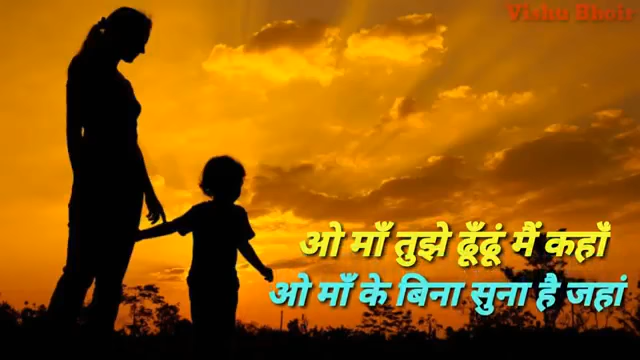 Vishu Bhoir
ओ माँ तुझे ढूँढूं मैं कहाँ
ओ माँ के बिना सुना है जहां